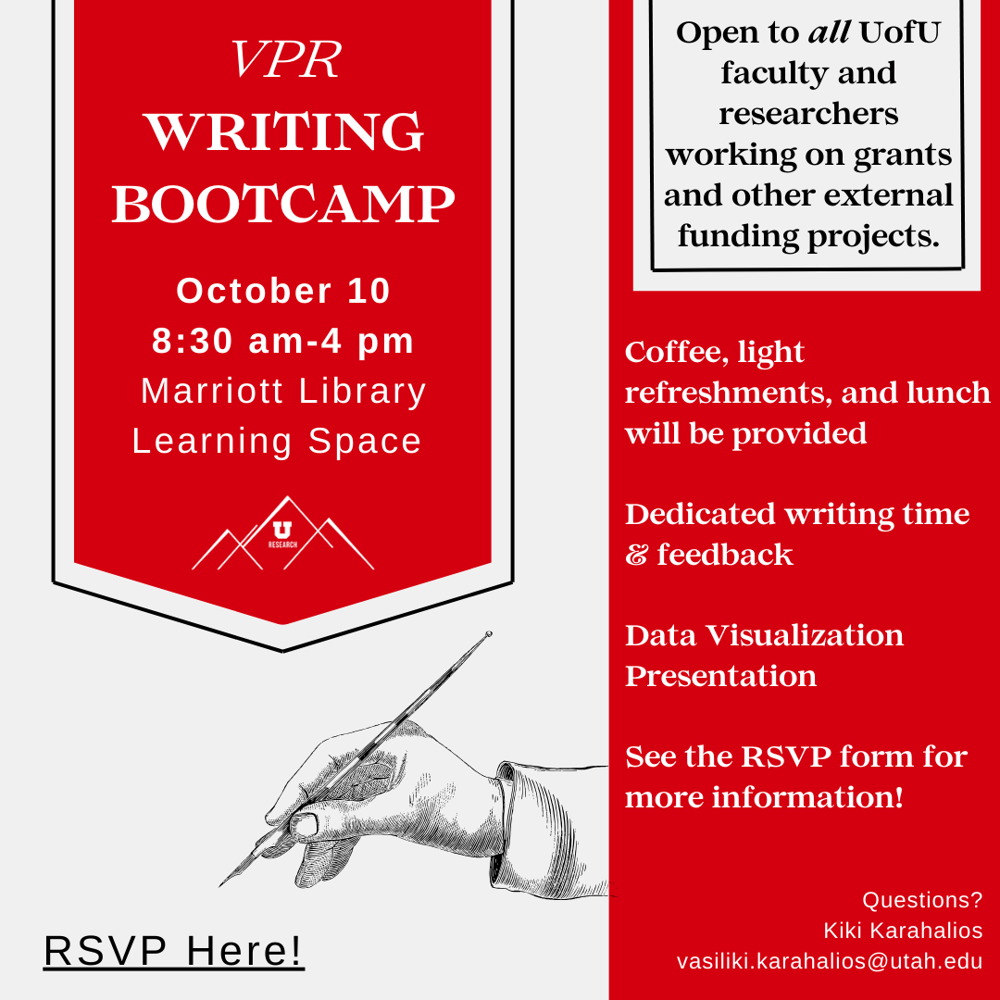 VPR
WRITING
BOOTCAMP
October 10
8:30 am-4 pm
Marriott Library
Learning Space
U
RESEARCH
RSVP Here!
Open to all UofU
faculty and
researchers
working on grants
and other external
funding projects.
Coffee, light
refreshments, and lunch
will be provided
Dedicated writing time
& feedback
Data Visualization
Presentation
See the RSVP form for
more information!
Questions?
Kiki Karahalios
vasiliki.karahalios@utah.edu